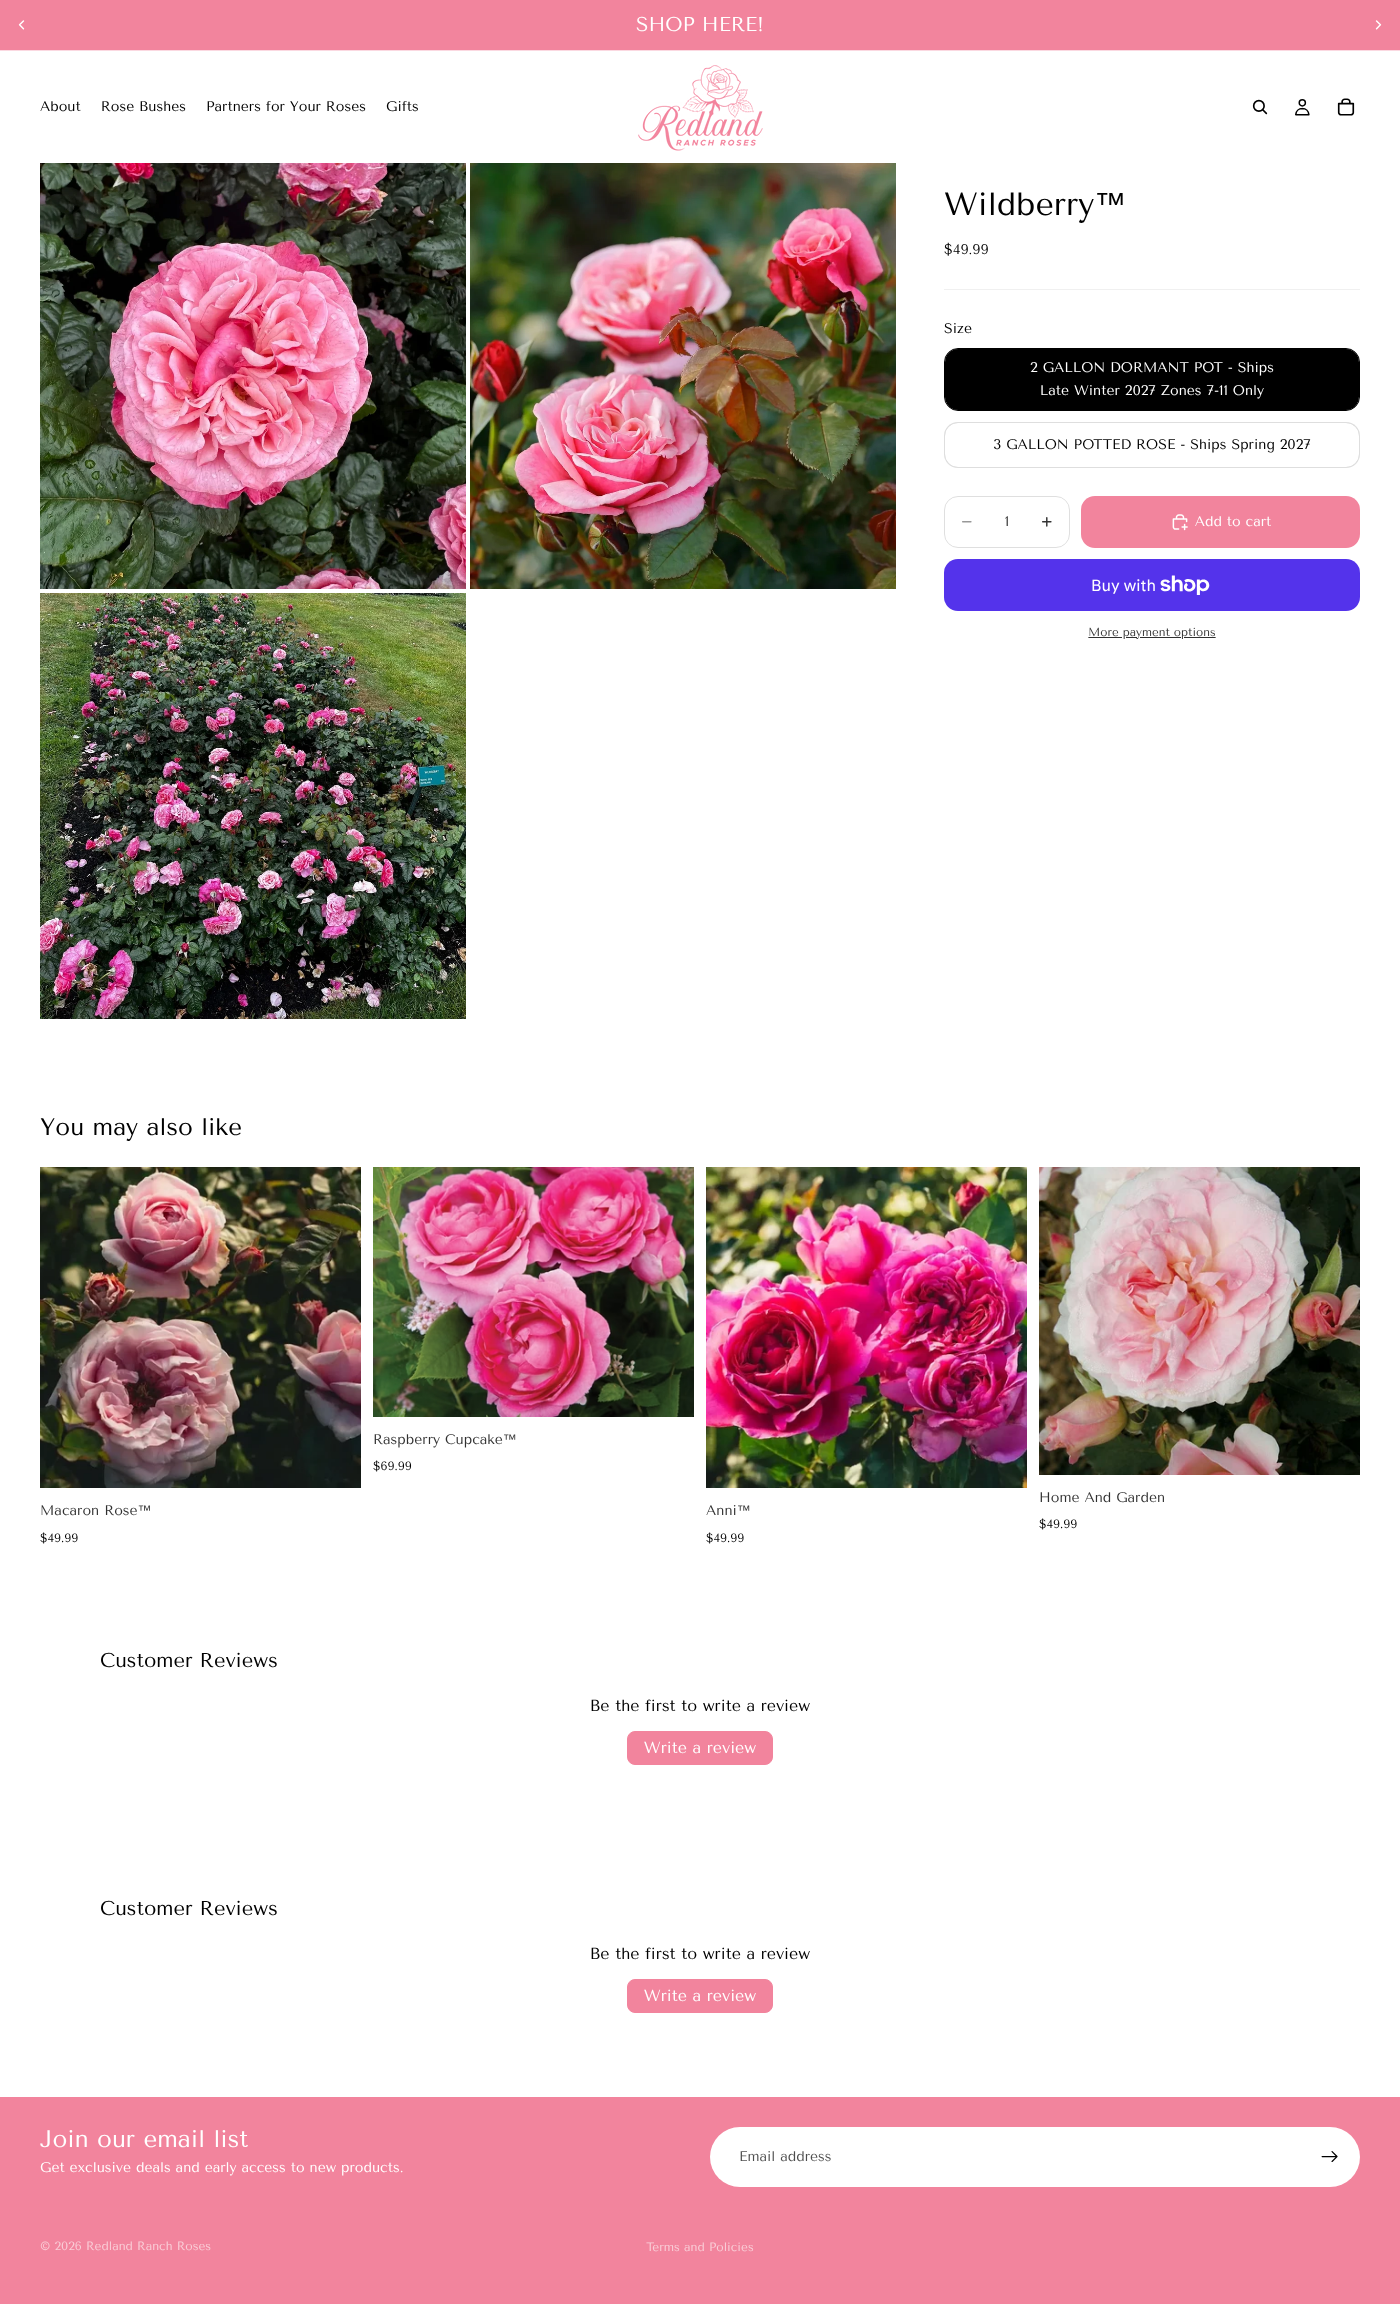 SHOP HERE!
About
Rose Bushes
Partners for Your Roses
Gifts
Redland
RANCH ROSES
Wildberry™
$49.99
Size
2 GALLON DORMANT POT - Ships
Late Winter 2027 Zones 7-11 Only
3 GALLON POTTED ROSE - Ships Spring 2027
1
Add to cart
Buy with shop
More payment options
You may also like
Macaron Rose™
$49.99
Raspberry Cupcake™
$69.99
Anni™
$49.99
Home And Garden
$49.99
Customer Reviews
Be the first to write a review
Write a review
Customer Reviews
Be the first to write a review
Write a review
Join our email list
Get exclusive deals and early access to new products.
Email address
© 2026 Redland Ranch Roses
Terms and Policies